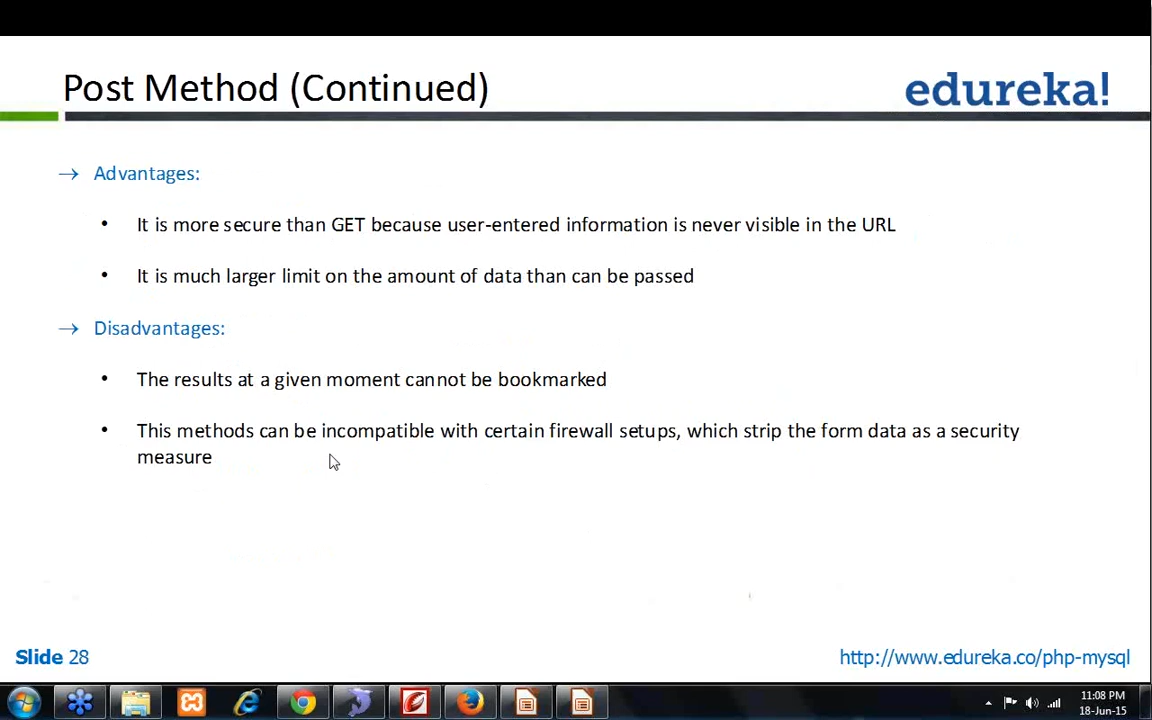 Post Method (Continued)
edureka!
→ Advantages:
• It is more secure than GET because user-entered information is never visible in the URL
• It is much larger limit on the amount of data than can be passed
→ Disadvantages:
• The results at a given moment cannot be bookmarked
• This methods can be incompatible with certain firewall setups, which strip the form data as a security
measure
Slide 28
http://www.edureka.co/php-mysql
11:08 PM
18-Jun-15